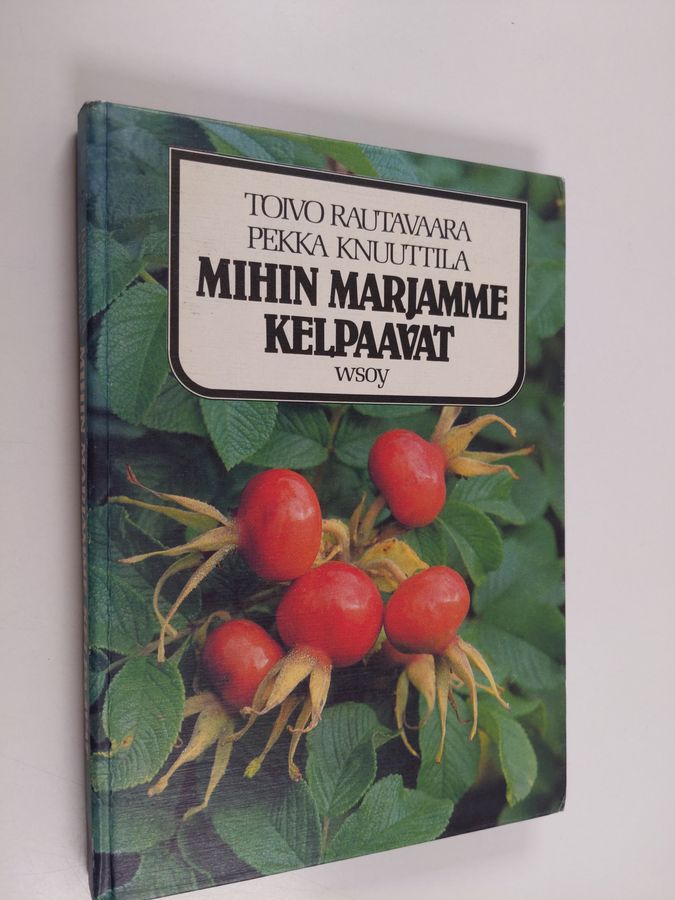 TOIVO RAUTAVAARA
PEKKA KNUUTTILA
MIHIN MARJAMME
KELPAAVAT
wsoy